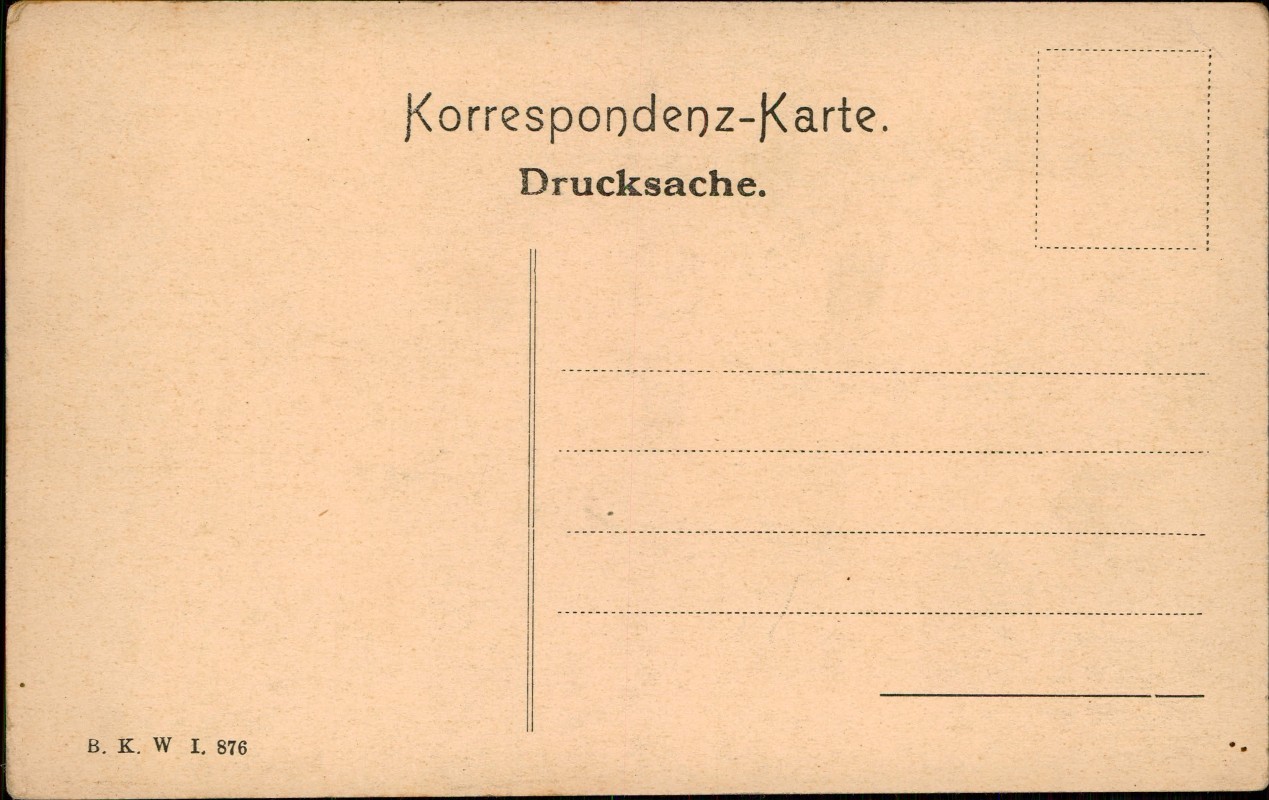 Korrespondenz-Karte.
Drucksache.
B. K. W I. 876